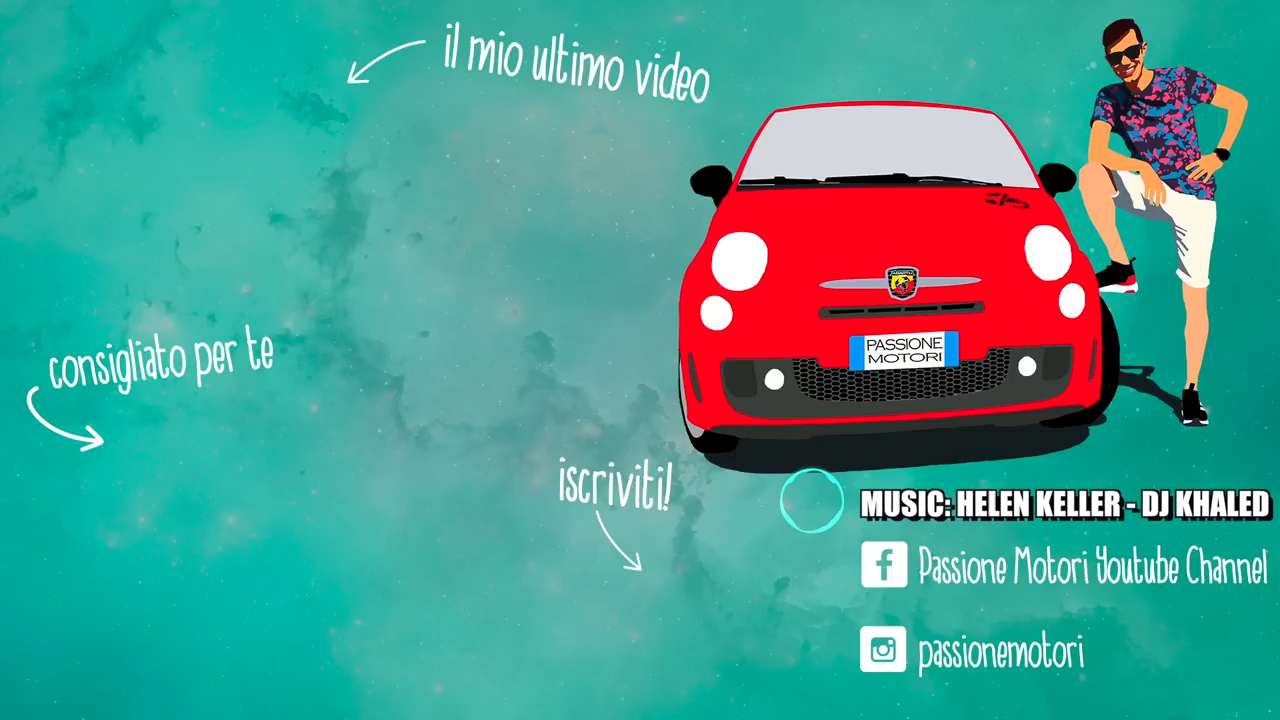 il mio ultimo video
PASSIONE
MOTORI
consigliato per te
iscriviti!
MUSIC: HELEN KELLER - DJ KHALED
Passione Motori Youtube Channel
passionemotori